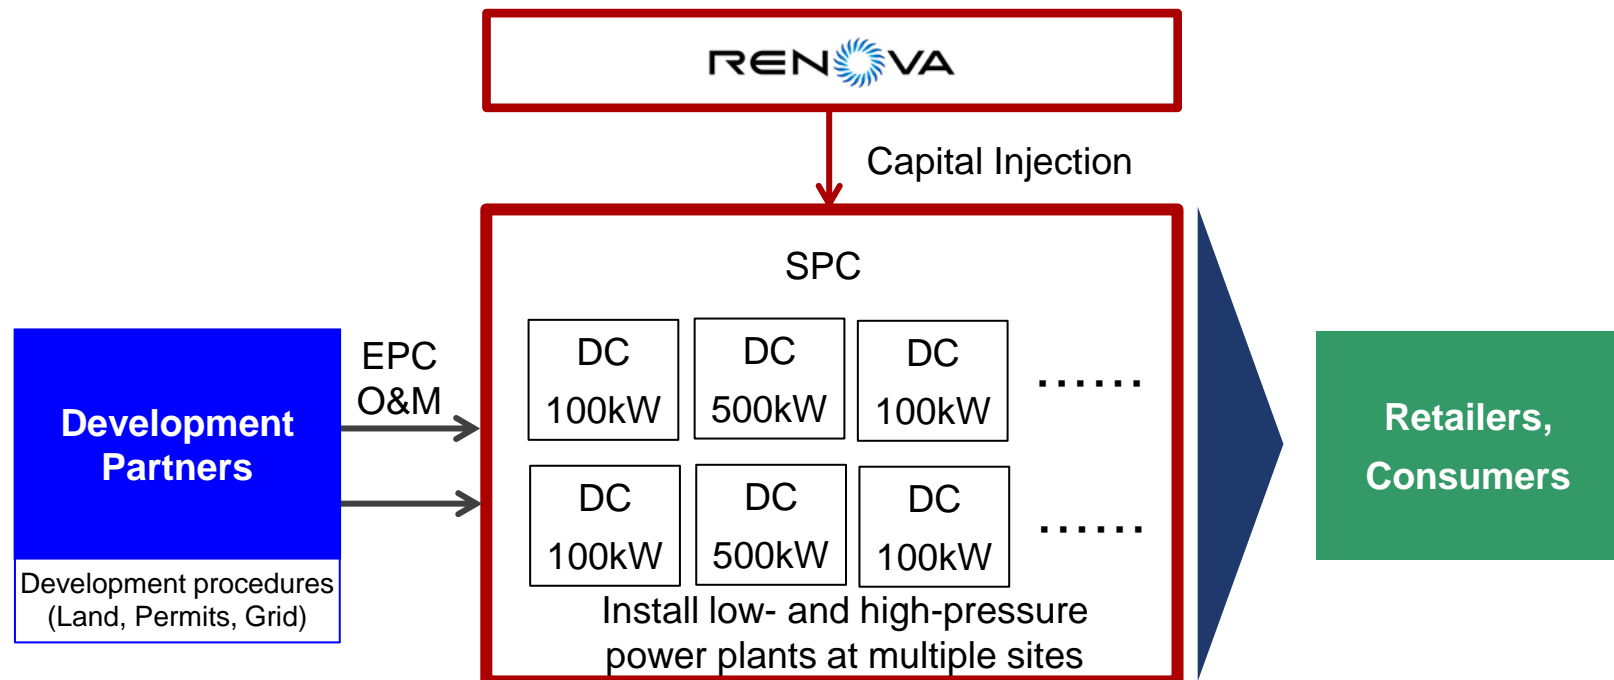 RENOVA
Capital Injection
SPC
EPC
O&M
DC
100kW
DC
500kW
DC
100kW
......
Development
Partners
DC
100kW
DC
500kW
DC
100kW
......
Development procedures
(Land, Permits, Grid)
Install low- and high-pressure
power plants at multiple sites
Retailers,
Consumers